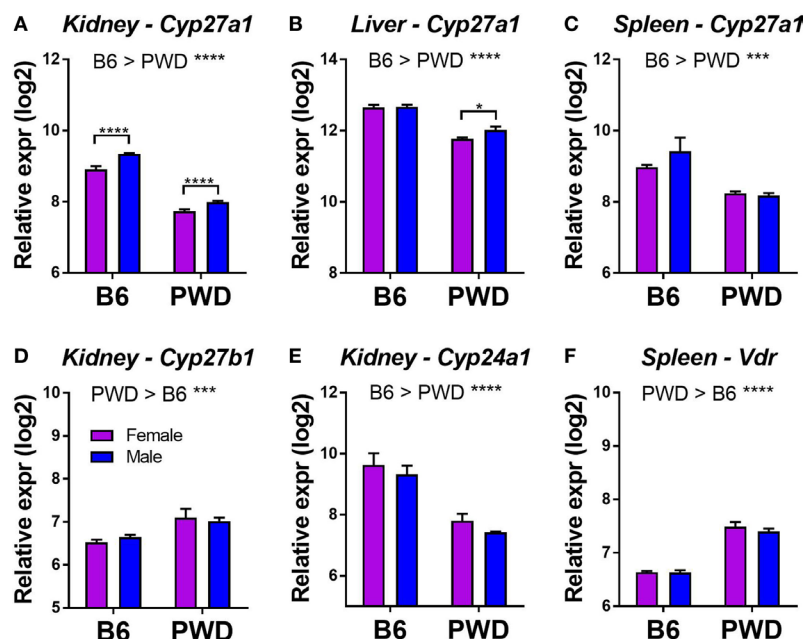 A Kidney - Cyp27a1
Relative expr (log2)
12
10
8
6
B6 > PWD ****
****
****
B6 PWD
B Liver - Cyp27a1
Relative expr (log2)
14
12
10
8
B6 > PWD ****
*
B6 PWD
C Spleen - Cyp27a1
Relative expr (log2)
12
10
8
6
B6 > PWD ***
B6 PWD
D Kidney - Cyp27b1
Relative expr (log2)
10
9
8
7
6
5
PWD > B6 ***
Female
Male
B6 PWD
E Kidney - Cyp24a1
Relative expr (log2)
12
10
8
6
B6 > PWD ****
B6 PWD
F Spleen - Vdr
Relative expr (log2)
10
9
8
7
6
PWD > B6 ****
B6 PWD